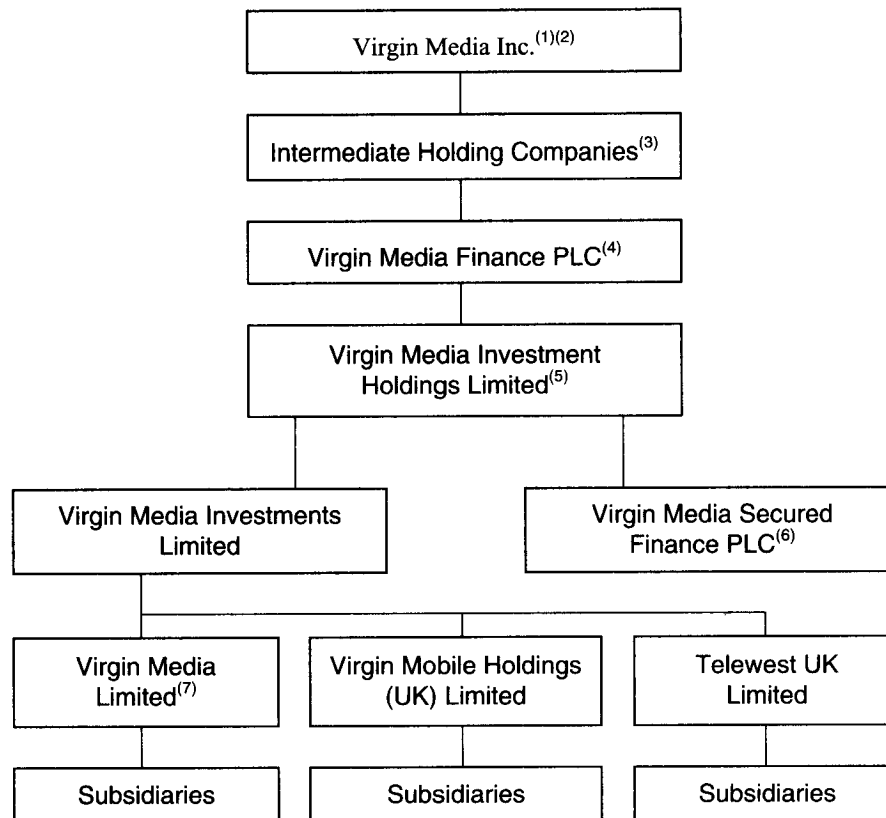 Virgin Media Inc.(1)(2)
Intermediate Holding Companies(3)
Virgin Media Finance PLC(4)
Virgin Media Investment
Holdings Limited(5)
Virgin Media Investments
Limited
Virgin Media Secured
Finance PLC(6)
Virgin Media
Limited(7)
Virgin Mobile Holdings
(UK) Limited
Telewest UK
Limited
Subsidiaries
Subsidiaries
Subsidiaries